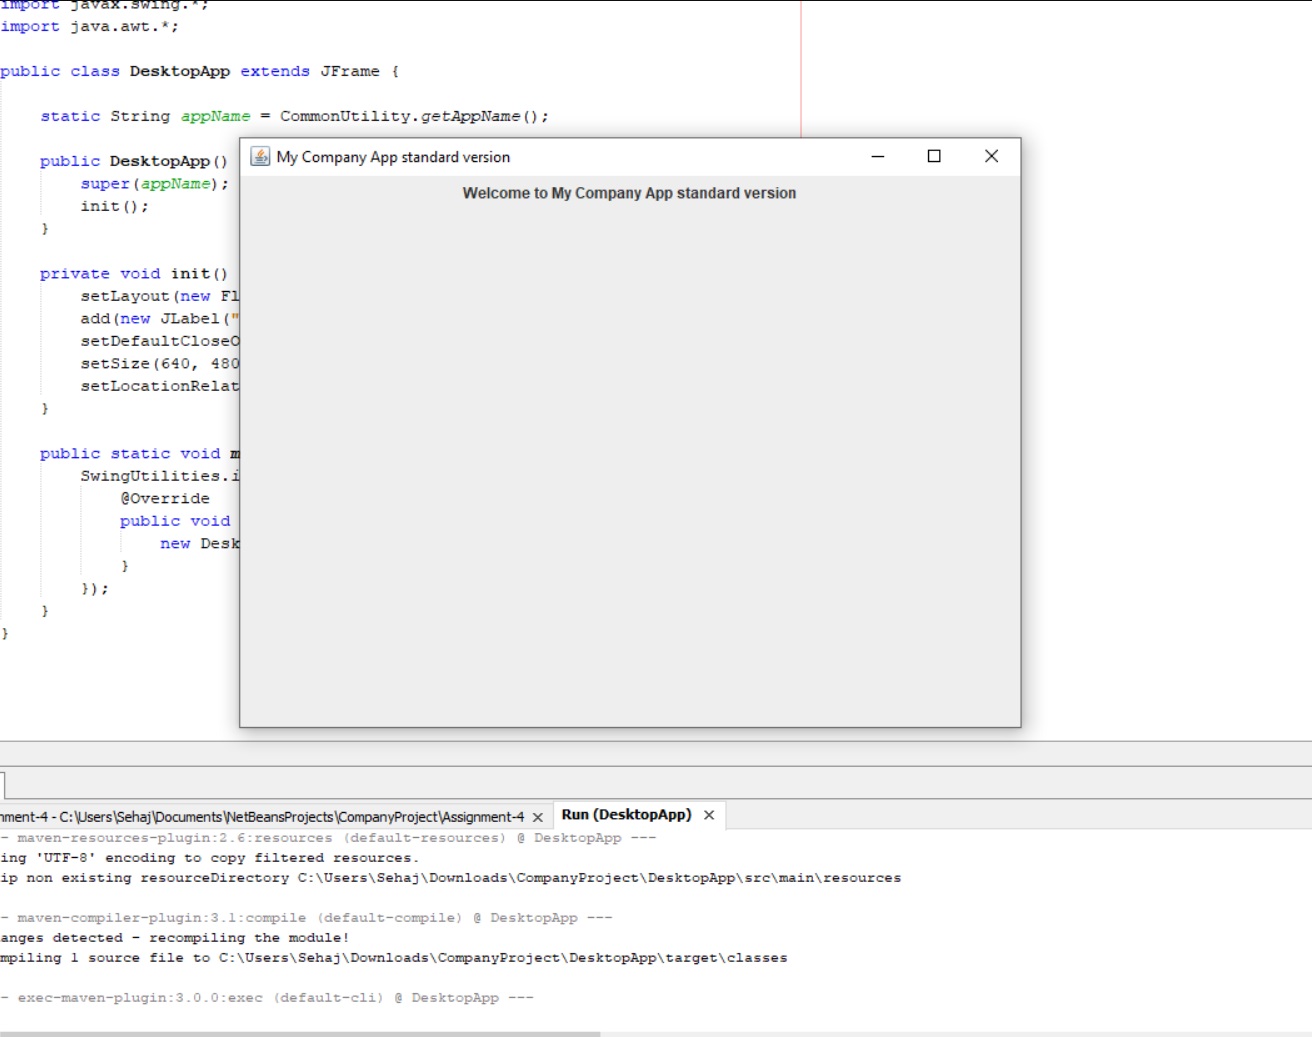 import javax.swing.*;
import java.awt.*;
public class DesktopApp extends JFrame {
static String appName = CommonUtility.getAppName();
public DesktopApp()
super(appName);
init();
}
private void init()
setLayout(new Fl
add(new JLabel("
setDefaultCloseO
setSize(640, 480
setLocationRelat
}
public static void m
SwingUtilities.i
@Override
public void
new Desk
}
});
}
}
My Company App standard version
Welcome to My Company App standard version
nment-4 - C:\Users\Sehaj\Documents\NetBeansProjects\CompanyProject\Assignment-4
Run (DesktopApp)
- maven-resources-plugin:2.6:resources (default-resources) @ DesktopApp ---
ing 'UTF-8' encoding to copy filtered resources.
ip non existing resourceDirectory C:\Users\Sehaj\Downloads\CompanyProject\DesktopApp\src\main\resources
- maven-compiler-plugin:3.1:compile (default-compile) @ DesktopApp ---
anges detected - recompiling the module!
mpiling 1 source file to C:\Users\Sehaj\Downloads\CompanyProject\DesktopApp\target\classes
- exec-maven-plugin:3.0.0:exec (default-cli) @ DesktopApp ---